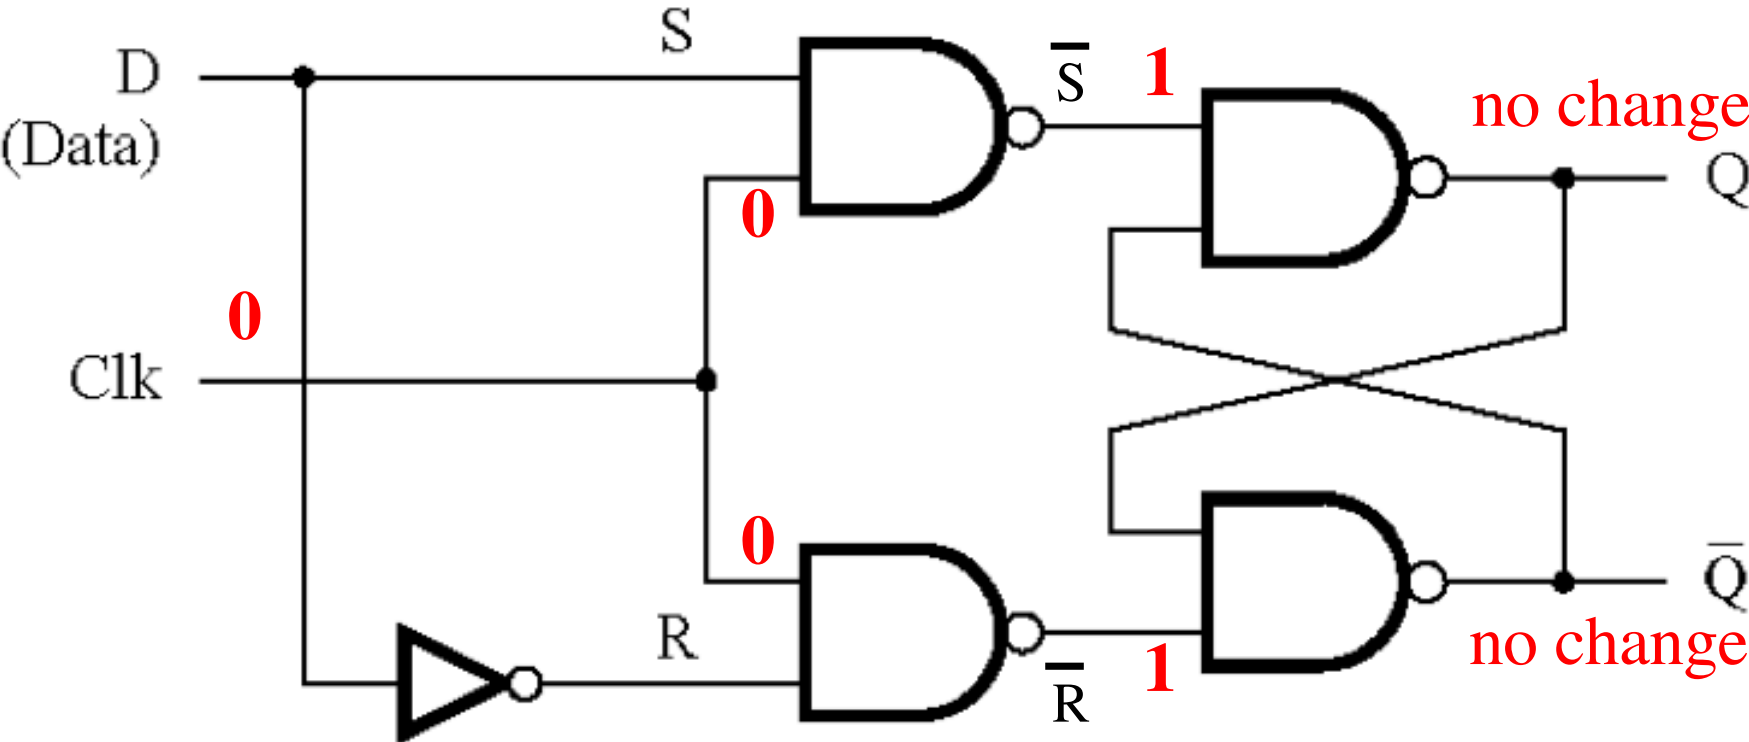 D
(Data)
S
S̅
1
no change
Q
0
0
Clk
0
R
R̅
1
Q̅
no change